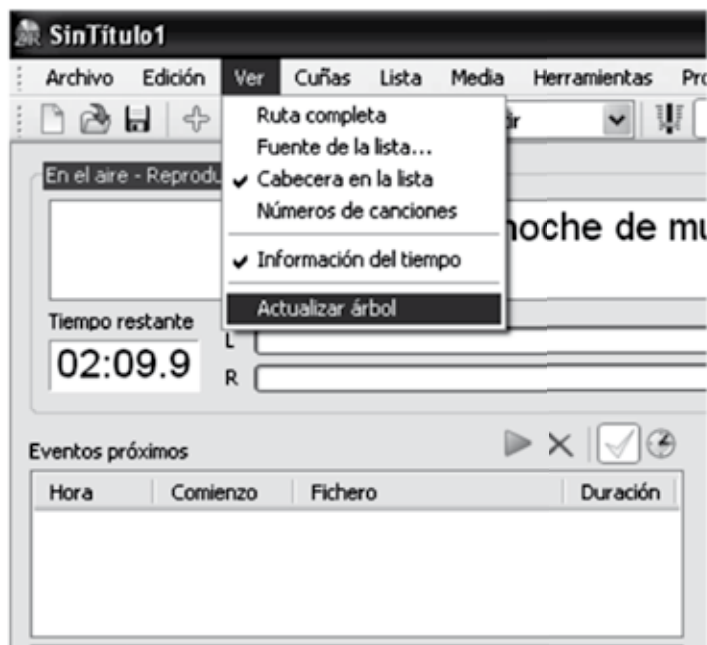 SinTítulo1
Archivo Edición Ver Cuñas Lista Media Herramientas
Ruta completa
Fuente de la lista...
Cabecera en la lista
Números de canciones
Información del tiempo
Actualizar árbol
En el aire -
noche de
Tiempo restante
02:09.9
L
R
Eventos próximos
Hora Comienzo Fichero Duración